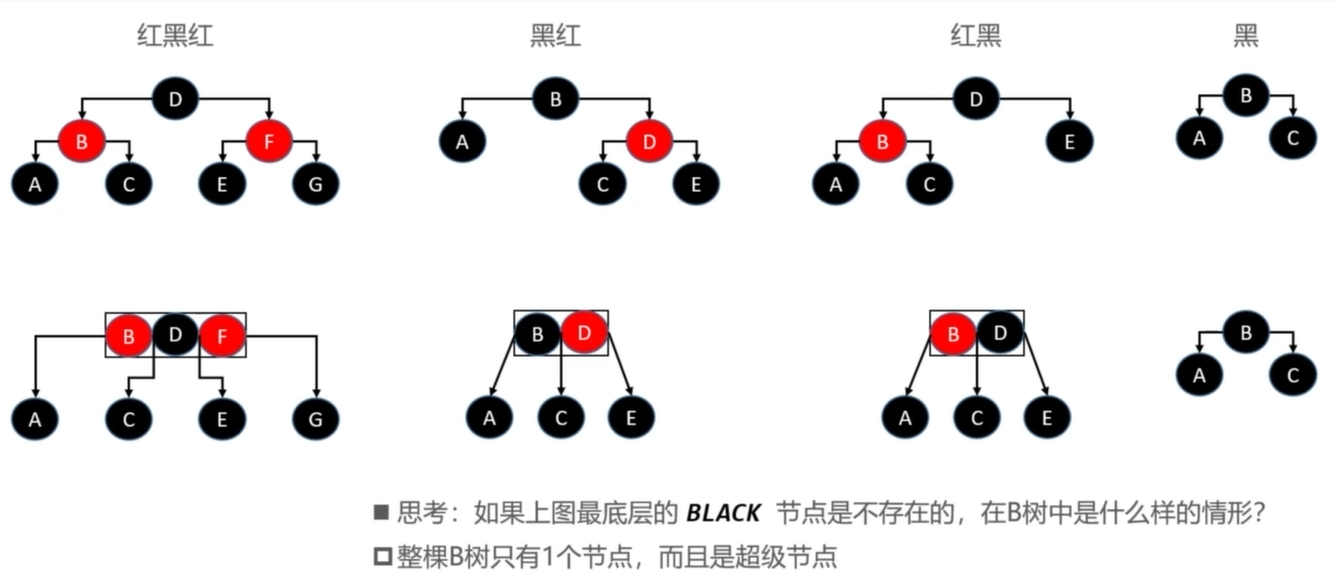 红黑红 黑红 红黑 黑
D B D B
B F A D B E A C
A C E G C E A C
B D F B D B D B
A C E G A C E A C E A C
思考：如果上图最底层的 BLACK 节点是不存在的，在B树中是什么样的情形？
整棵B树只有1个节点，而且是超级节点